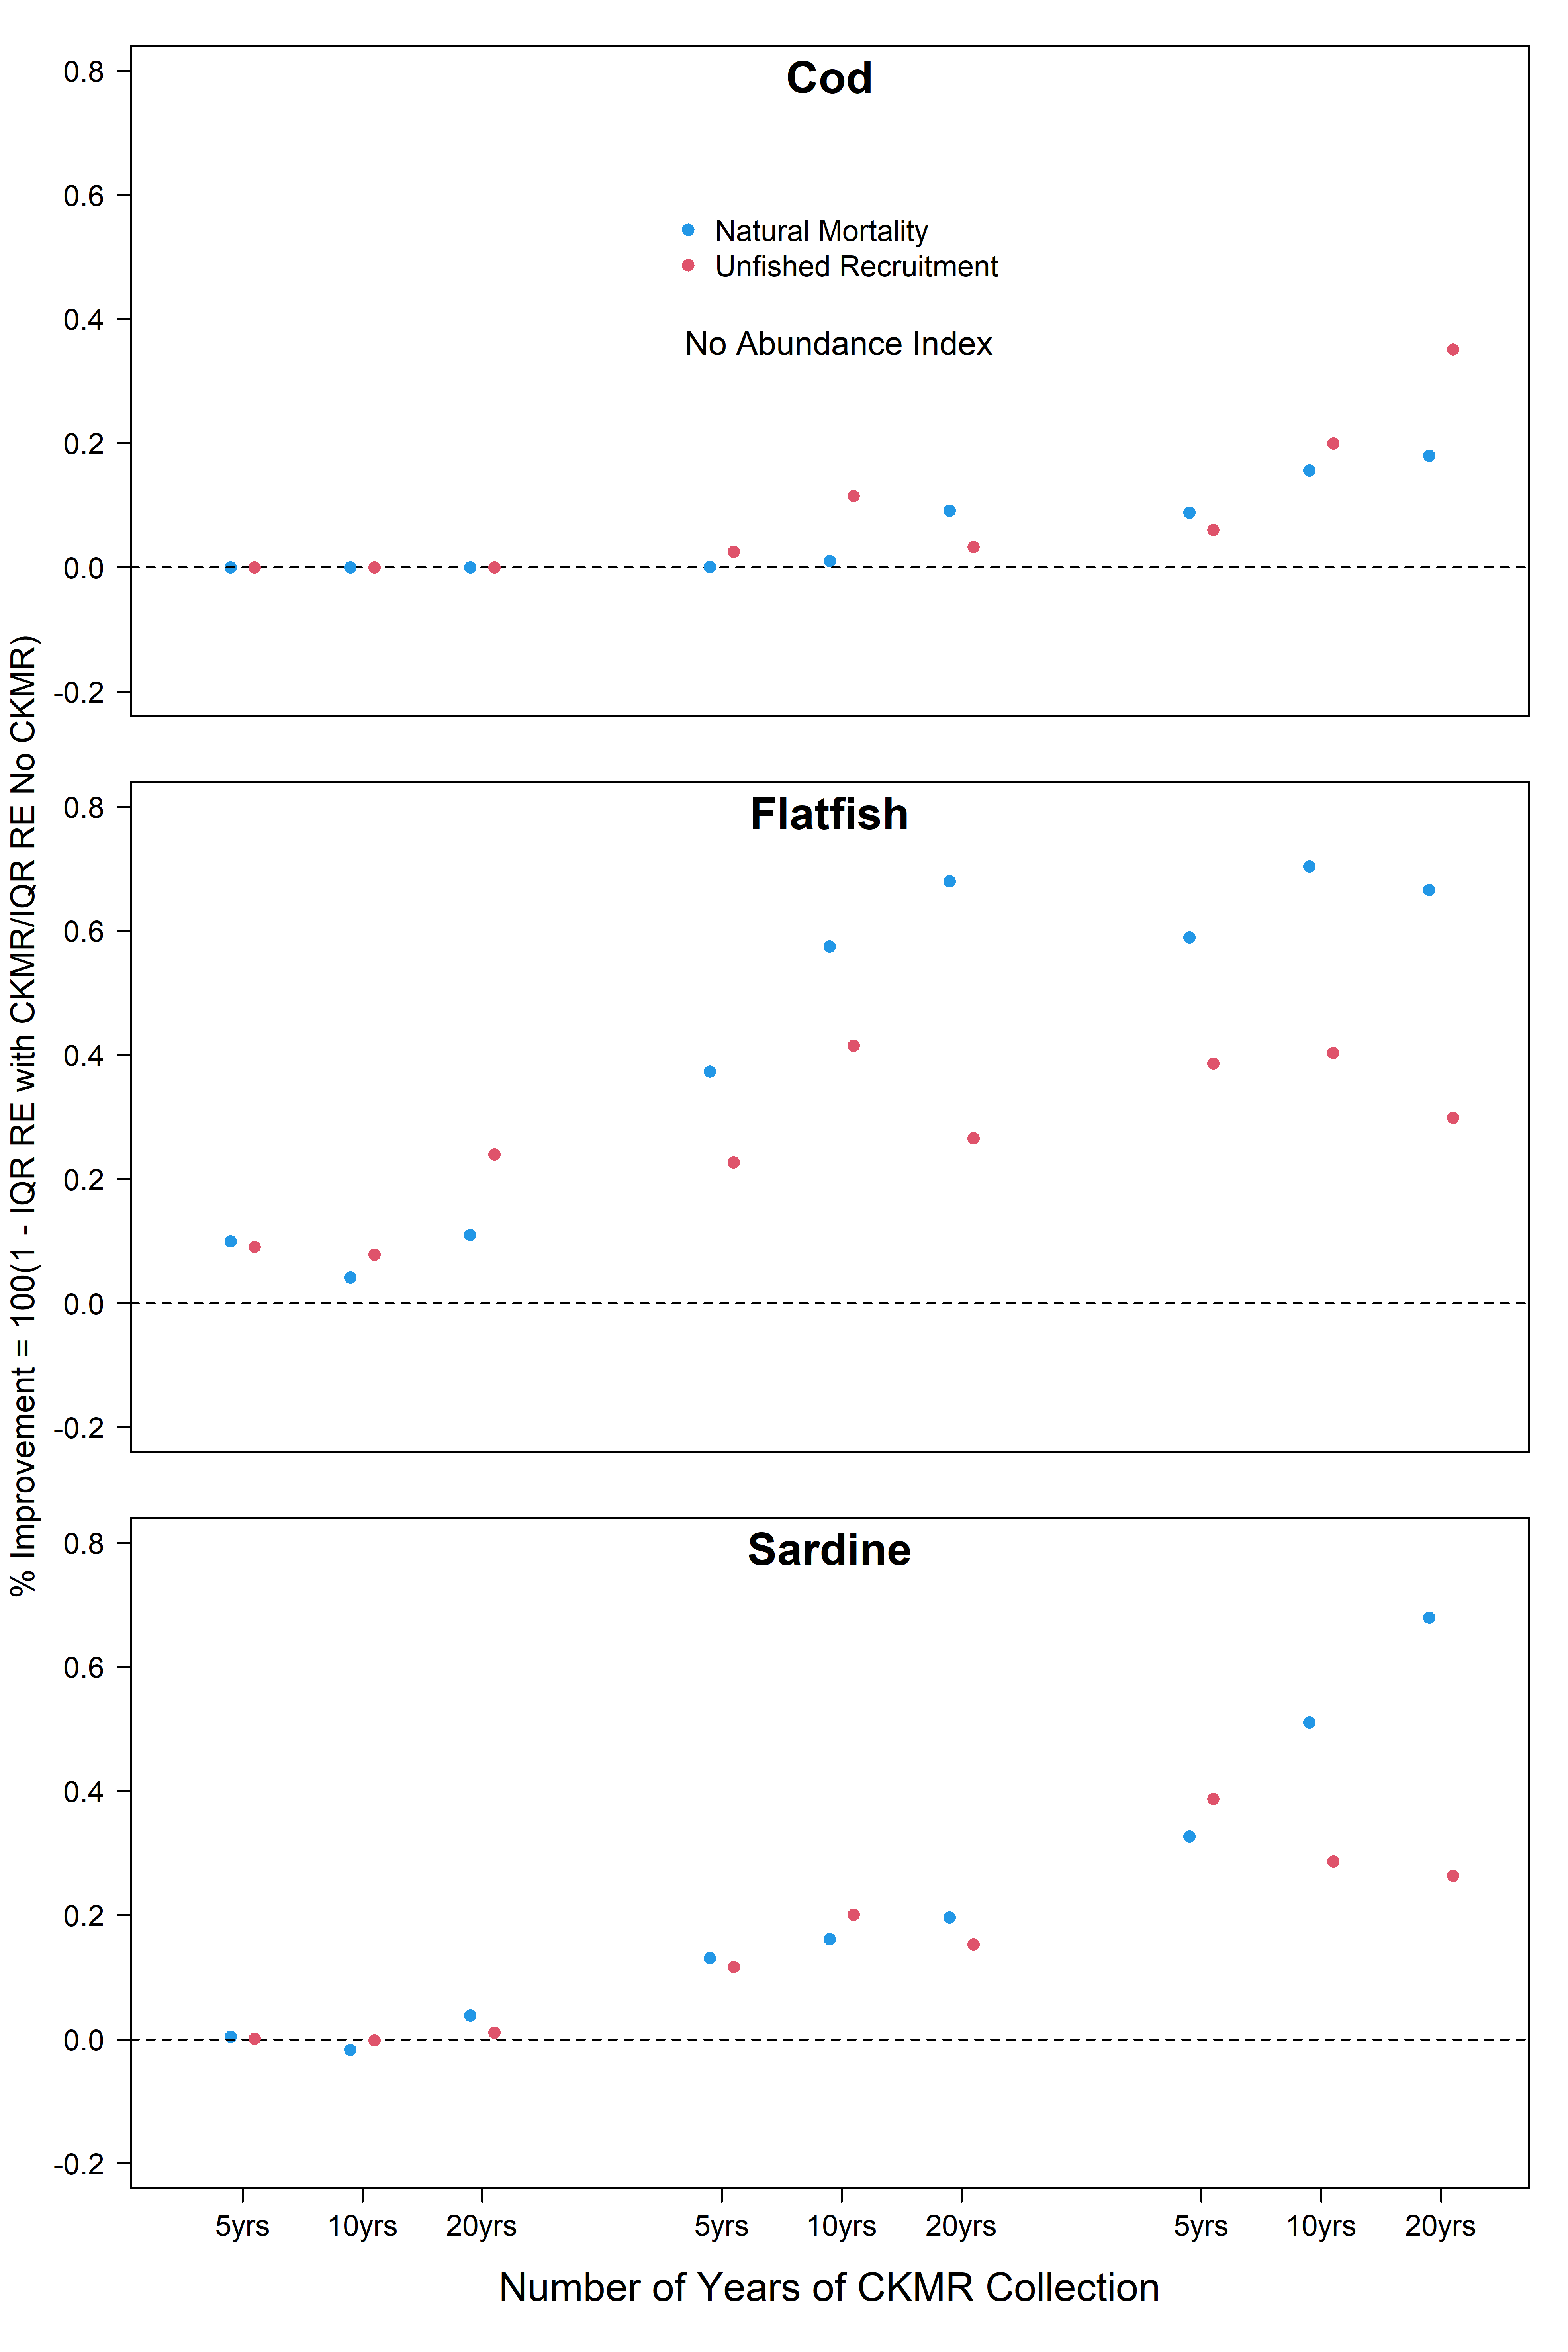 % Improvement = 100(1 - IQR RE with CKMR/IQR RE No CKMR)
Cod
0.8
0.6
0.4
0.2
0.0
-0.2
Natural Mortality
Unfished Recruitment
No Abundance Index
Flatfish
0.8
0.6
0.4
0.2
0.0
-0.2
Sardine
0.8
0.6
0.4
0.2
0.0
-0.2
5yrs 10yrs 20yrs 5yrs 10yrs 20yrs 5yrs 10yrs 20yrs
Number of Years of CKMR Collection